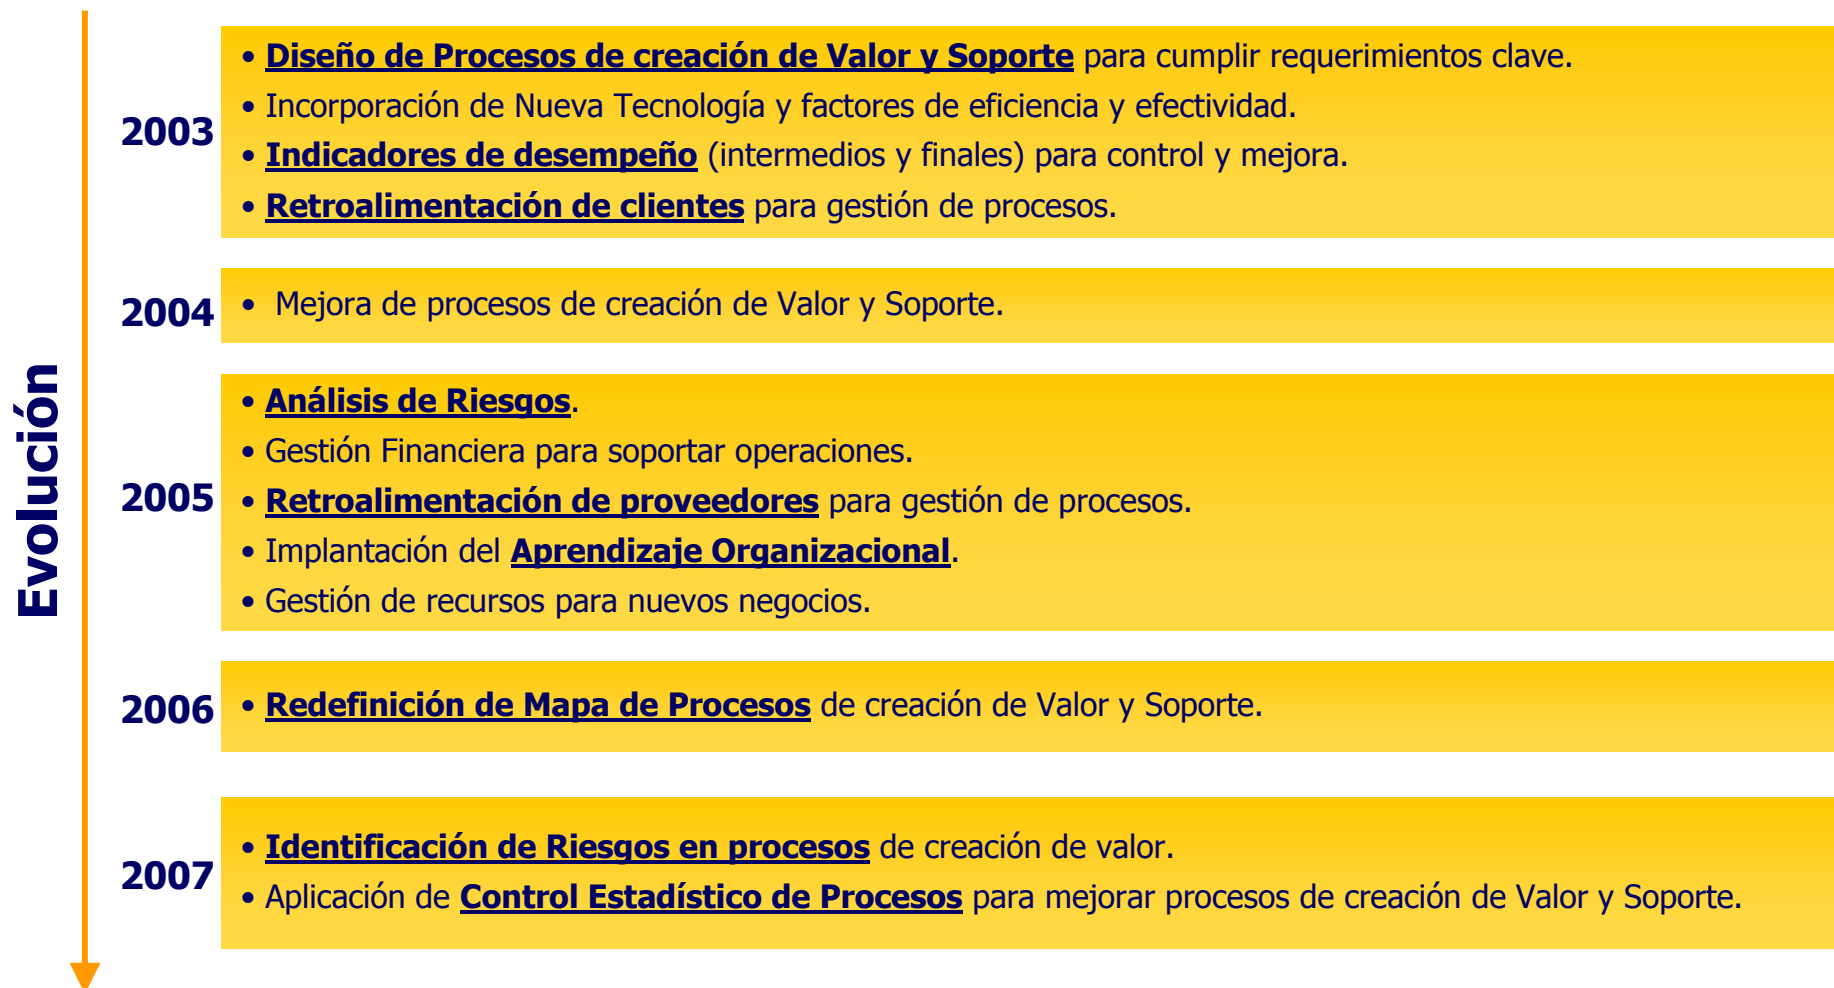 Evolución
2003
• Diseño de Procesos de creación de Valor y Soporte para cumplir requerimientos clave.
• Incorporación de Nueva Tecnología y factores de eficiencia y efectividad.
• Indicadores de desempeño (intermedios y finales) para control y mejora.
• Retroalimentación de clientes para gestión de procesos.
2004
• Mejora de procesos de creación de Valor y Soporte.
2005
• Análisis de Riesgos.
• Gestión Financiera para soportar operaciones.
• Retroalimentación de proveedores para gestión de procesos.
• Implantación del Aprendizaje Organizacional.
• Gestión de recursos para nuevos negocios.
2006
• Redefinición de Mapa de Procesos de creación de Valor y Soporte.
2007
• Identificación de Riesgos en procesos de creación de valor.
• Aplicación de Control Estadístico de Procesos para mejorar procesos de creación de Valor y Soporte.